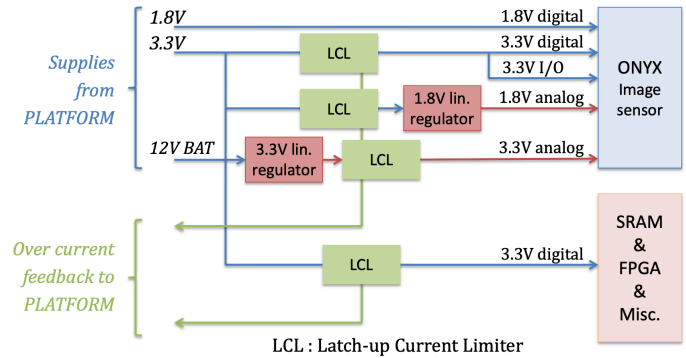 1.8V
1.8V digital
3.3V
LCL
3.3V digital
3.3V I/O
ONYX
Image
sensor
Supplies
from
PLATFORM
LCL
1.8V lin.
regulator
1.8V analog
12V BAT
3.3V lin.
regulator
LCL
3.3V analog
Over current
feedback to
PLATFORM
LCL
3.3V digital
SRAM
&
FPGA
&
Misc.
LCL : Latch-up Current Limiter